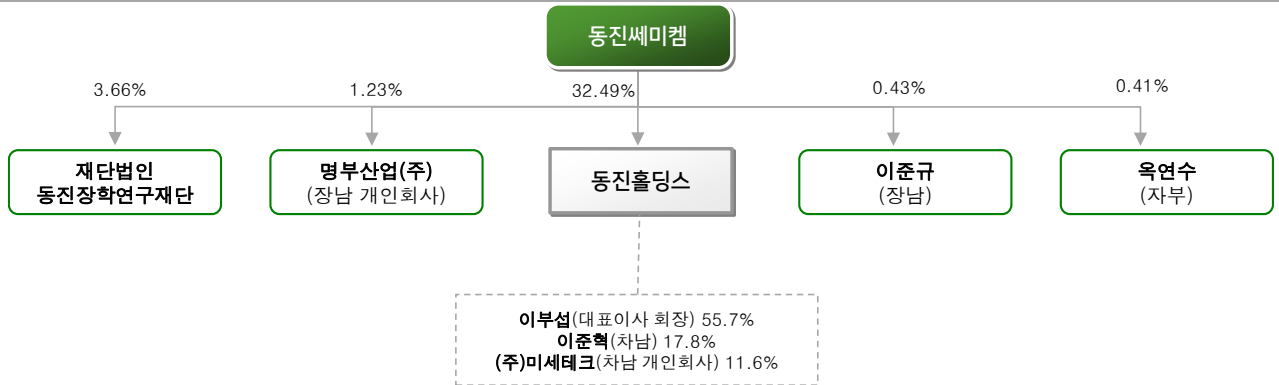 동진쎄미켐
3.66%
1.23%
32.49%
0.43%
0.41%
재단법인
동진장학연구재단
명부산업(주)
(장남 개인회사)
동진홀딩스
이준규
(장남)
옥연수
(자부)
이부섭(대표이사 회장) 55.7%
이준혁(차남) 17.8%
(주)미세테크(차남 개인회사) 11.6%